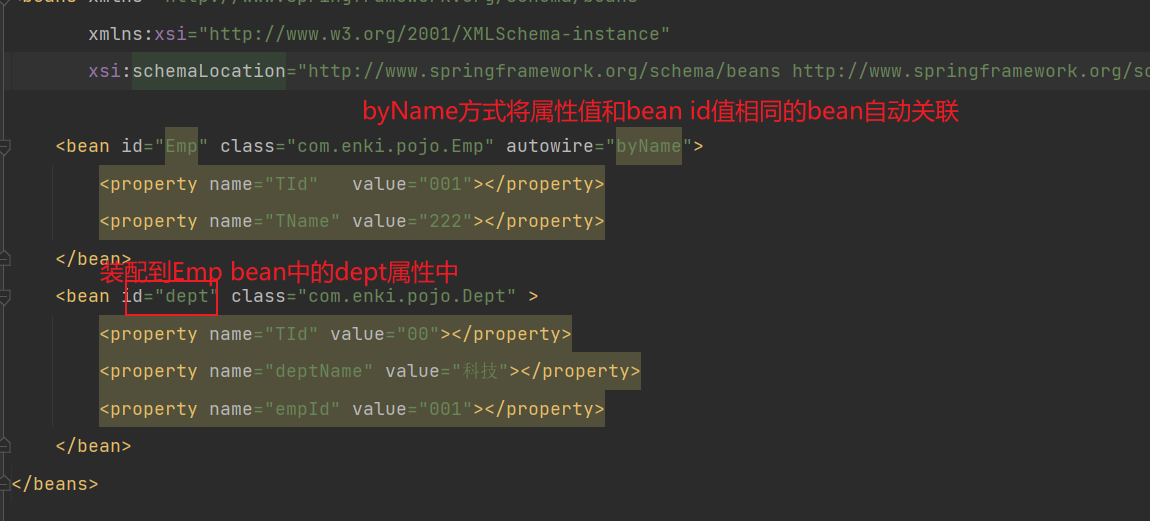 <beans xmlns="http://www.springframework.org/schema/beans"
xmlns:xsi="http://www.w3.org/2001/XMLSchema-instance"
xsi:schemaLocation="http://www.springframework.org/schema/beans http://www.springframework.org/sc
byName方式将属性值和bean id值相同的bean自动关联
<bean id="Emp" class="com.enki.pojo.Emp" autowire="byName">
<property name="TId" value="001"></property>
<property name="TName" value="222"></property>
</bean>
装配到Emp bean中的dept属性中
<bean id="dept" class="com.enki.pojo.Dept" >
<property name="TId" value="00"></property>
<property name="deptName" value="科技"></property>
<property name="empId" value="001"></property>
</bean>
</beans>